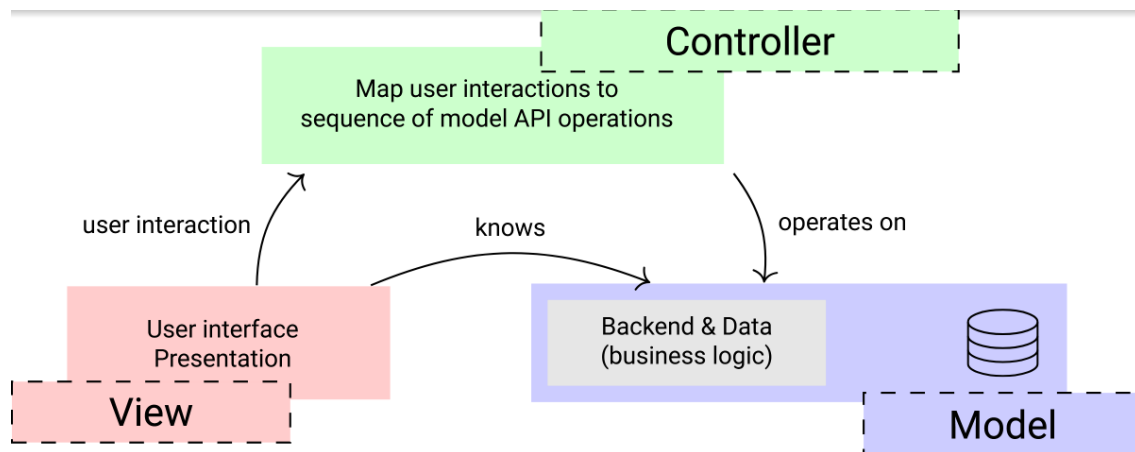 Controller
Map user interactions to
sequence of model API operations
user interaction
knows
operates on
User interface
Presentation
View
Backend & Data
(business logic)
Model